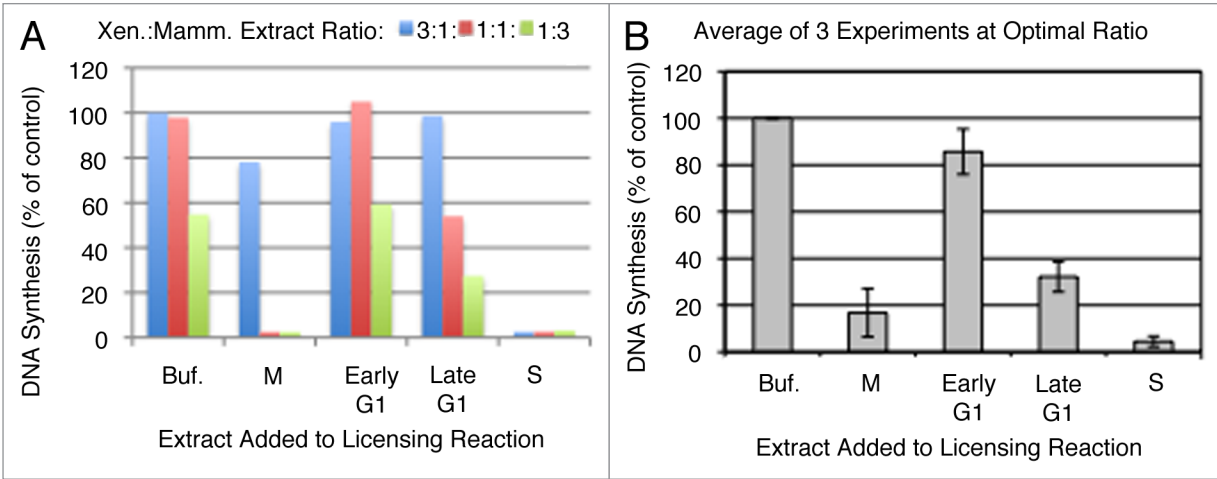 A
Xen.:Mamm. Extract Ratio: 3:1: 1:1: 1:3
DNA Synthesis (% of control)
120
100
80
60
40
20
0
Buf. M Early G1 Late G1 S
Extract Added to Licensing Reaction
B
Average of 3 Experiments at Optimal Ratio
DNA Synthesis (% of control)
120
100
80
60
40
20
0
Buf. M Early G1 Late G1 S
Extract Added to Licensing Reaction